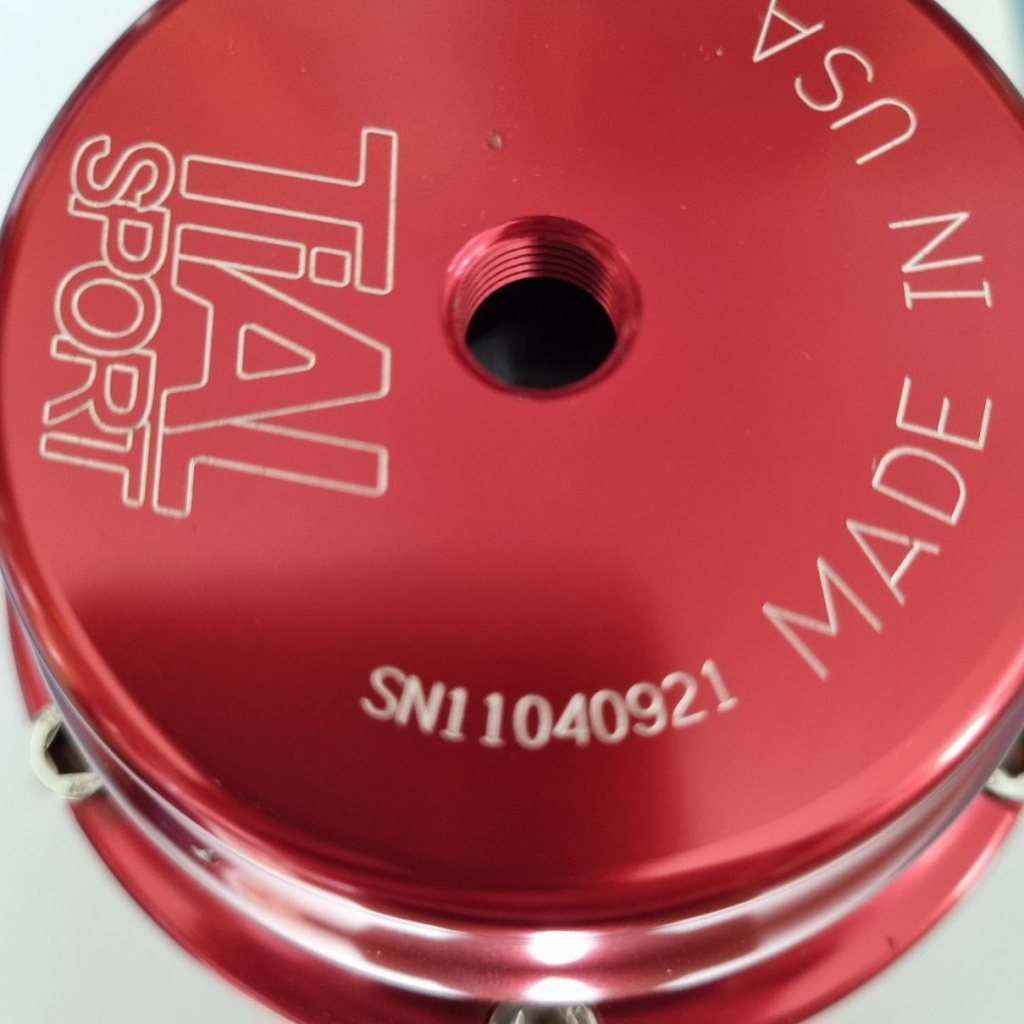 TiAL
SPORT
MADE IN USA
SN11040921